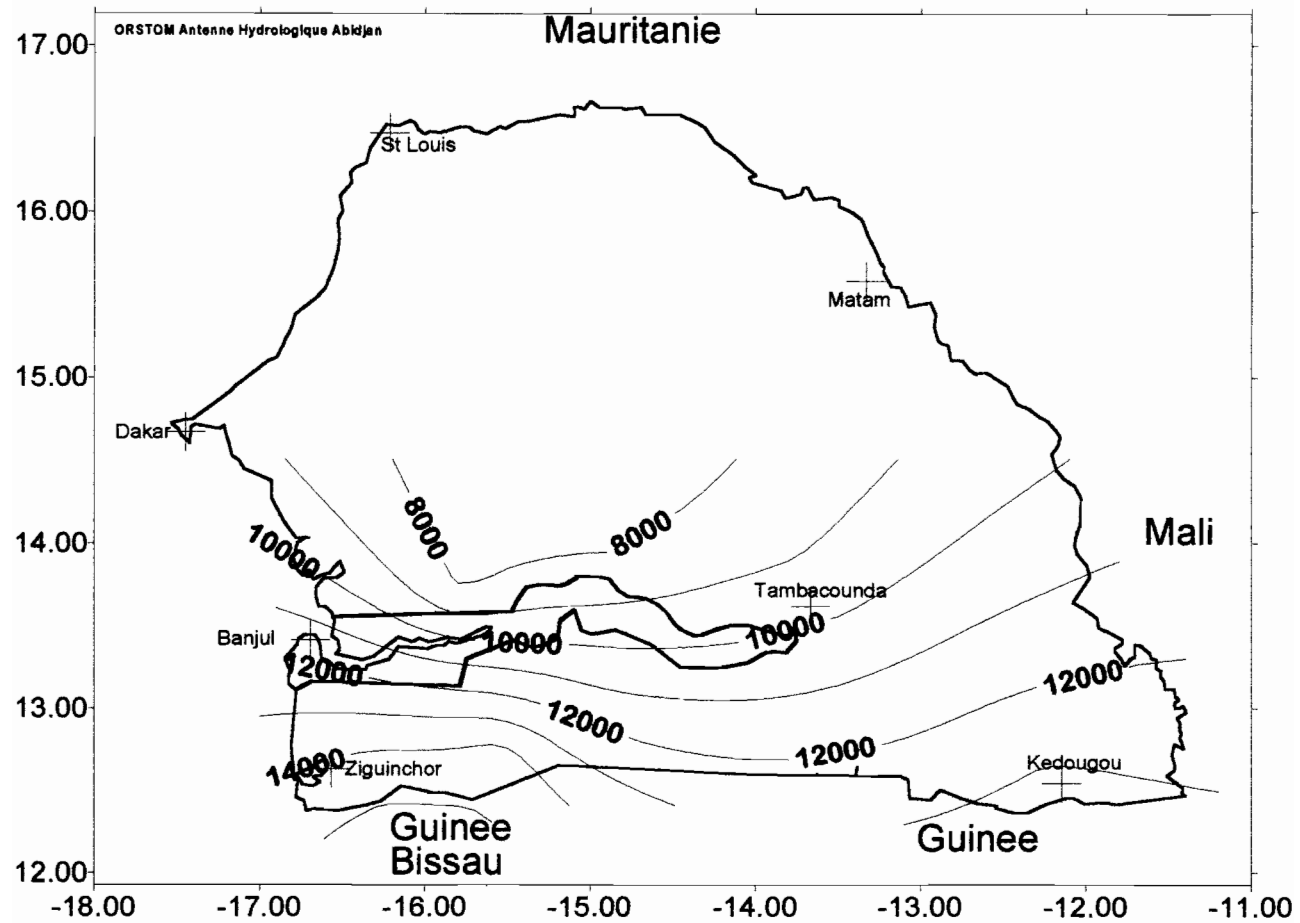 ORSTOM Antenne Hydrologique Abidjan
Mauritanie
17.00
St Louis
16.00
Matam
15.00
Dakar
8000
8000
14.00
10000
Mali
Tambacounda
Banjul
10000
10000
12000
12000
13.00
12000
12000
14000
Ziguinchor
Kedougou
Guinee
Bissau
Guinee
12.00
-18.00
-17.00
-16.00
-15.00
-14.00
-13.00
-12.00
-11.00